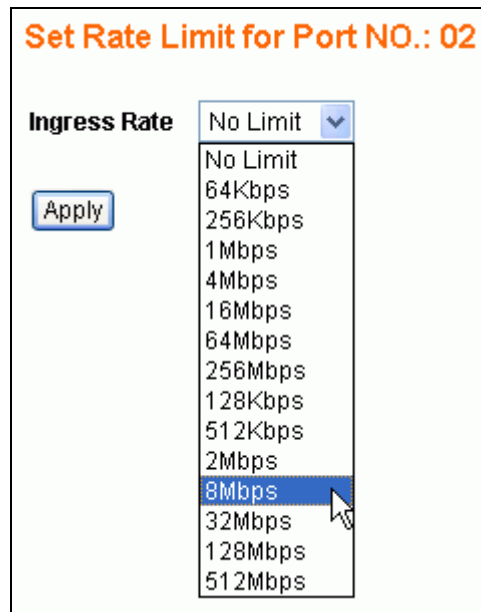 Set Rate Limit for Port NO.: 02
Ingress Rate No Limit
No Limit
64Kbps
Apply
256Kbps
1Mbps
4Mbps
16Mbps
64Mbps
256Mbps
128Kbps
512Kbps
2Mbps
8Mbps
32Mbps
128Mbps
512Mbps